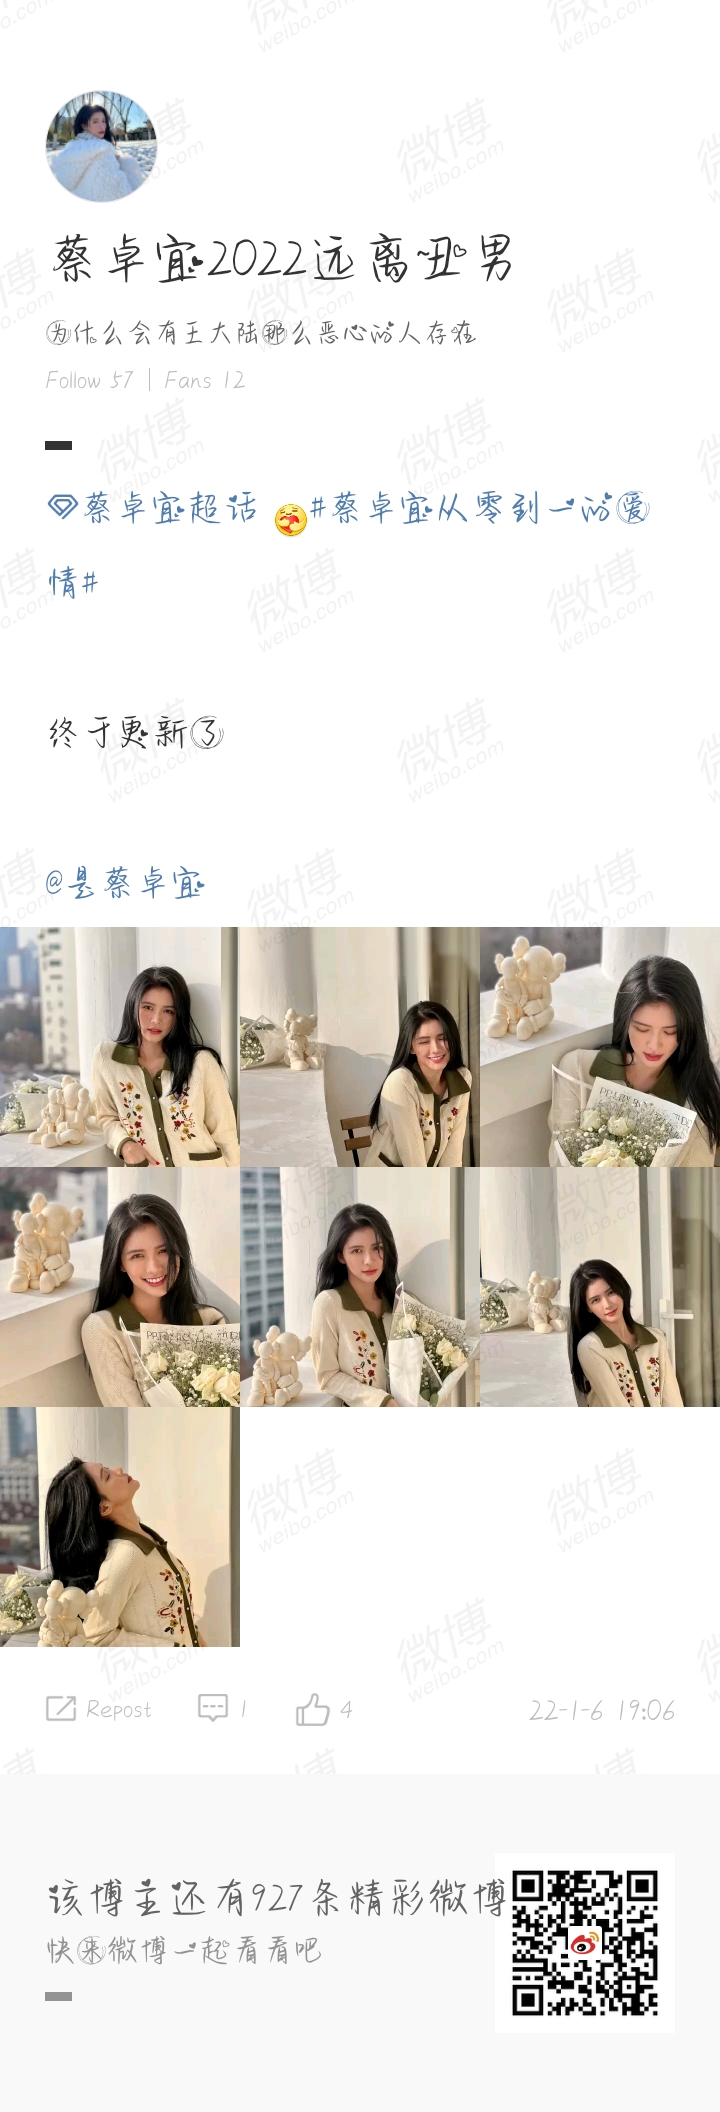 蔡卓宜2022远离丑男
为什么会有王大陆那么恶心的人存在
Follow 57 | Fans 12
蔡卓宜超话 #蔡卓宜从零到一的爱
情#
终于更新了
@是蔡卓宜
Repost 1 4 22-1-6 19:06
该博主还有927条精彩微博
快来微博一起看看吧
微博
weibo.com